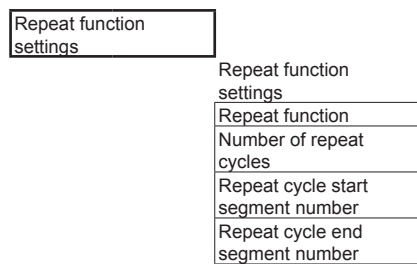 Repeat function
settings
Repeat function
settings
Repeat function
Number of repeat
cycles
Repeat cycle start
segment number
Repeat cycle end
segment number